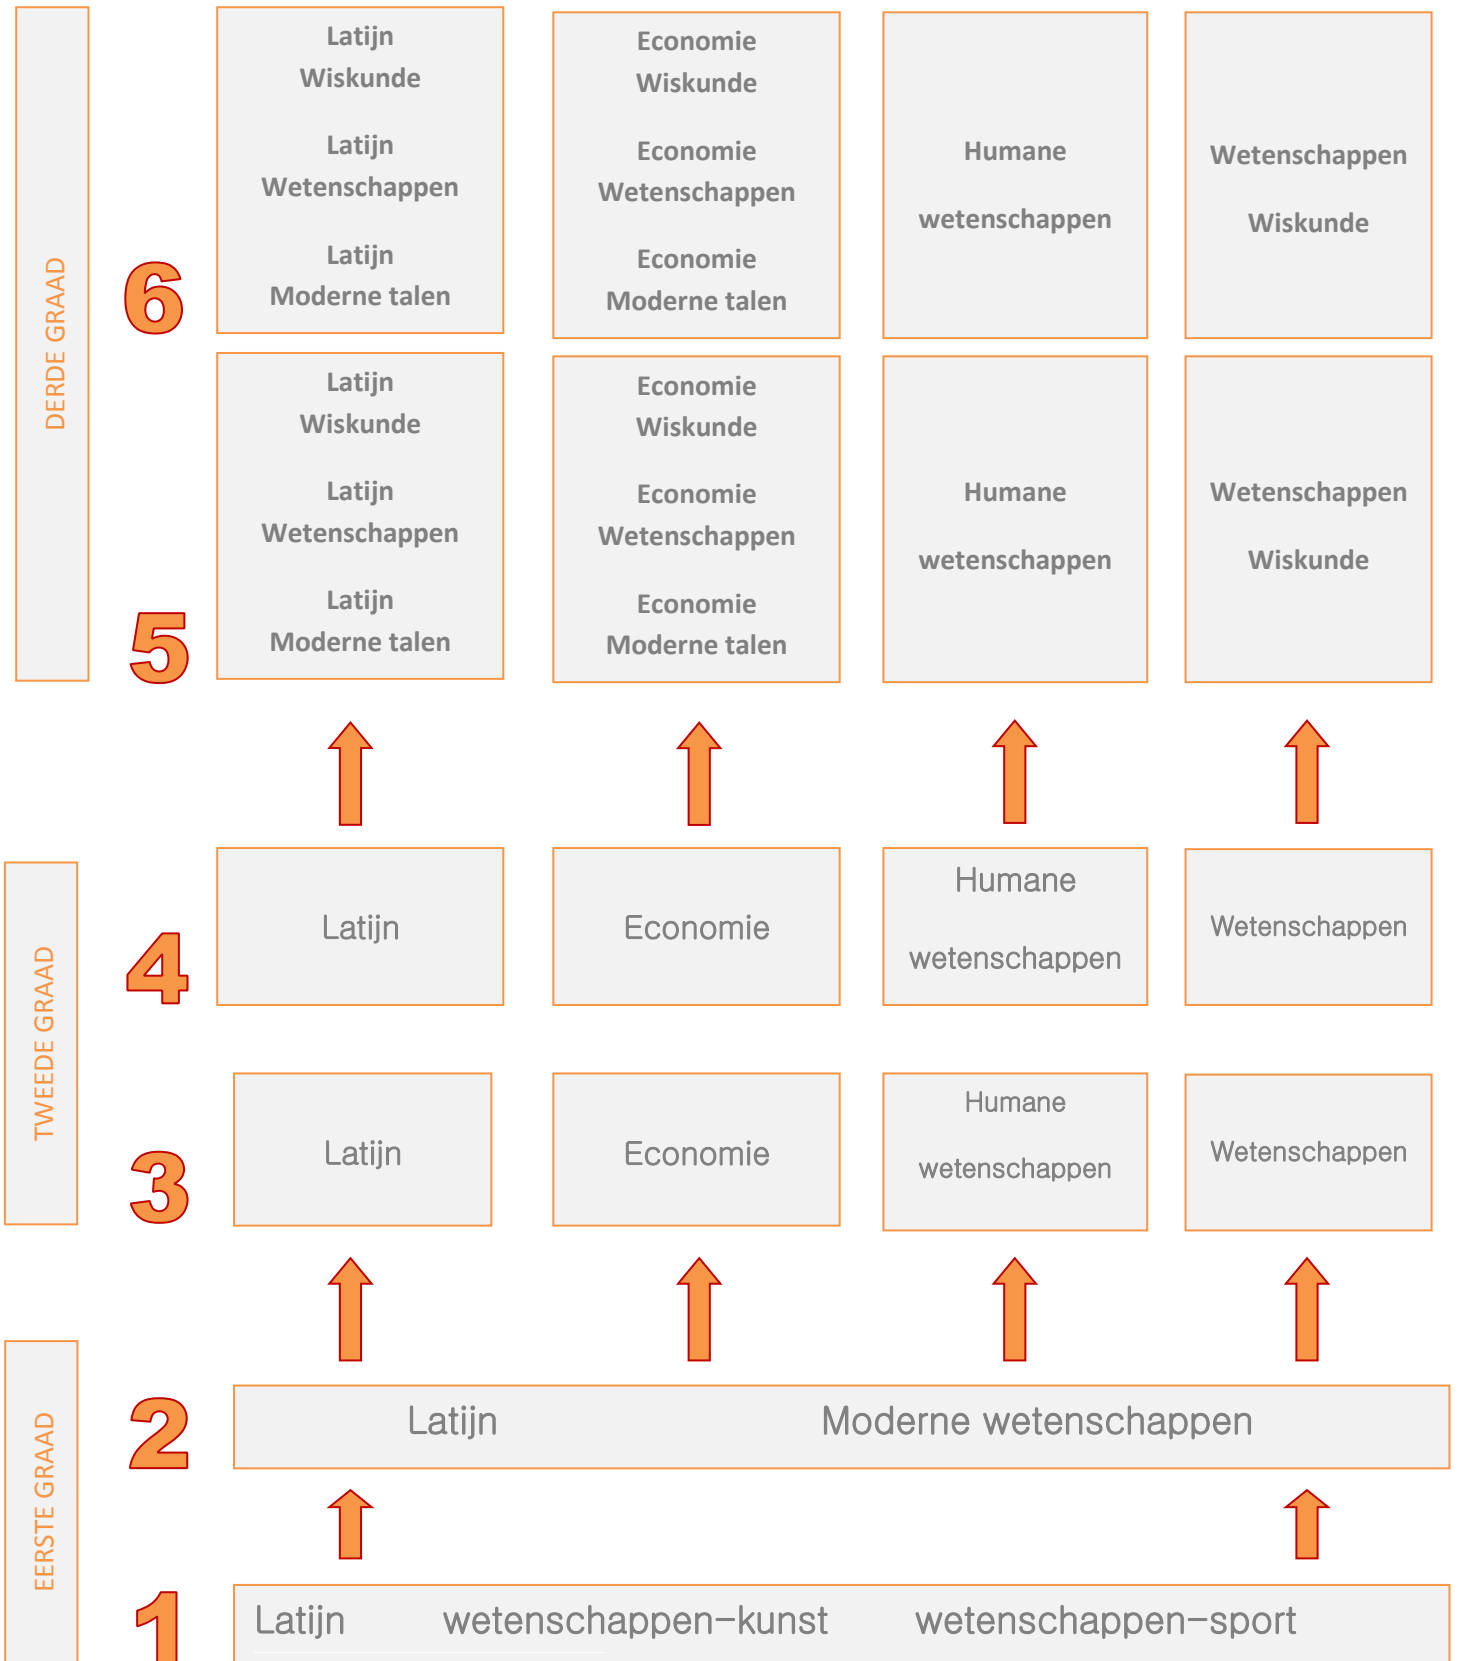 DERDE GRAAD
6
Latijn
Wiskunde
Latijn
Wetenschappen
Latijn
Moderne talen
Economie
Wiskunde
Economie
Wetenschappen
Economie
Moderne talen
Humane
wetenschappen
Wetenschappen
Wiskunde
5
Latijn
Wiskunde
Latijn
Wetenschappen
Latijn
Moderne talen
Economie
Wiskunde
Economie
Wetenschappen
Economie
Moderne talen
Humane
wetenschappen
Wetenschappen
Wiskunde
TWEEDE GRAAD
4
Latijn
Economie
Humane
wetenschappen
Wetenschappen
3
Latijn
Economie
Humane
wetenschappen
Wetenschappen
EERSTE GRAAD
2
Latijn Moderne wetenschappen
1
Latijn wetenschappen-kunst wetenschappen-sport